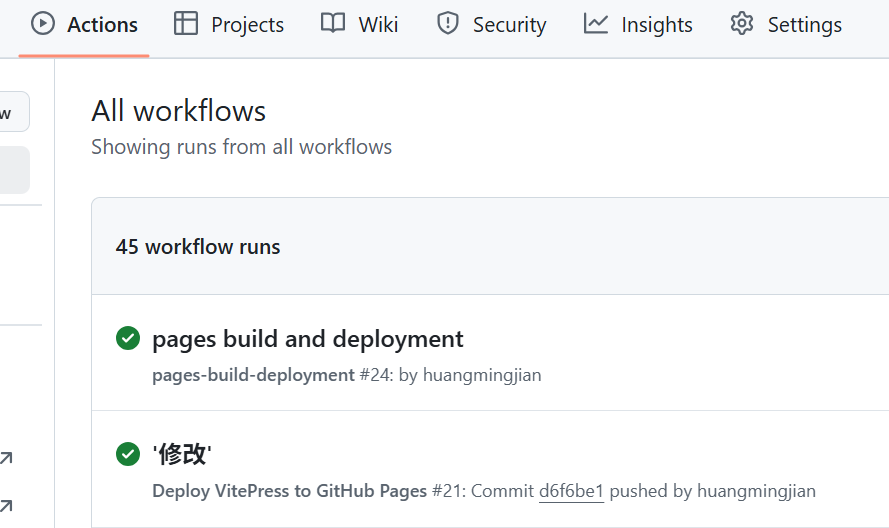 Actions Projects Wiki Security Insights Settings
All workflows
w
Showing runs from all workflows
45 workflow runs
pages build and deployment
pages-build-deployment #24: by huangmingjian
'修改'
Deploy VitePress to GitHub Pages #21: Commit d6f6be1 pushed by huangmingjian